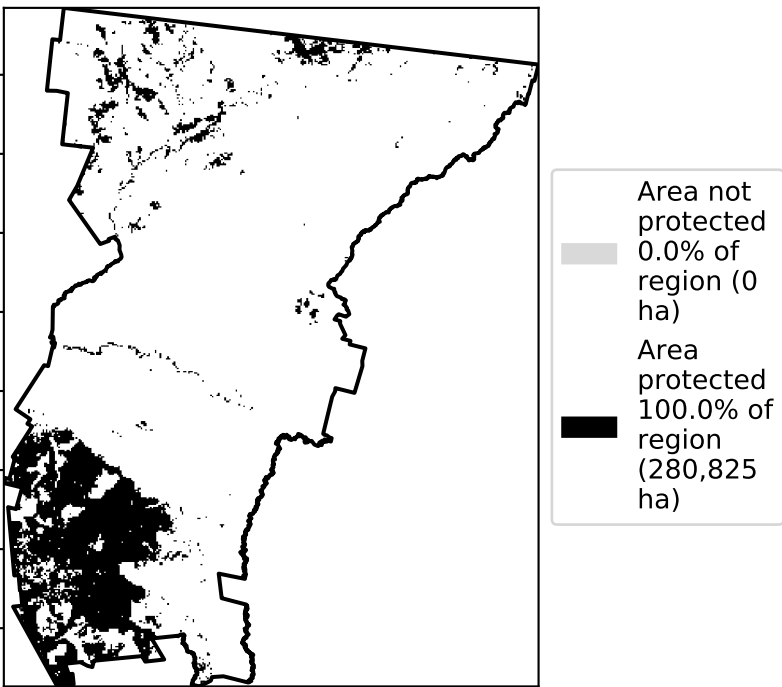 Area not
protected
0.0% of
region (0
ha)
Area
protected
100.0% of
region
(280,825
ha)